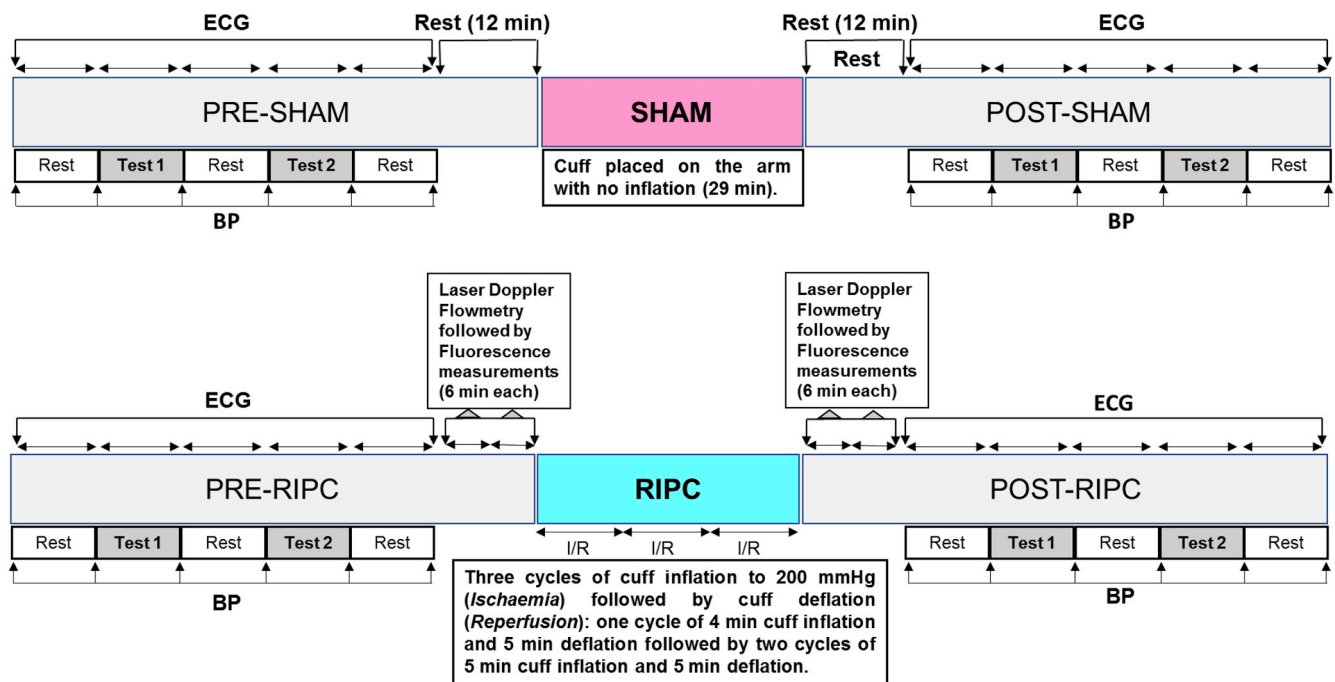 ECG
Rest (12 min)
Rest (12 min)
ECG
Rest
PRE-SHAM
SHAM
POST-SHAM
Rest
Test 1
Rest
Test 2
Rest
Cuff placed on the arm
with no inflation (29 min).
Rest
Test 1
Rest
Test 2
Rest
BP
BP
Laser Doppler
Flowmetry
followed by
Fluorescence
measurements
(6 min each)
Laser Doppler
Flowmetry
followed by
Fluorescence
measurements
(6 min each)
ECG
ECG
PRE-RIPC
RIPC
POST-RIPC
Rest
Test 1
Rest
Test 2
Rest
I/R
I/R
I/R
Rest
Test 1
Rest
Test 2
Rest
BP
BP
Three cycles of cuff inflation to 200 mmHg
(Ischaemia) followed by cuff deflation
(Reperfusion): one cycle of 4 min cuff inflation
and 5 min deflation followed by two cycles of
5 min cuff inflation and 5 min deflation.